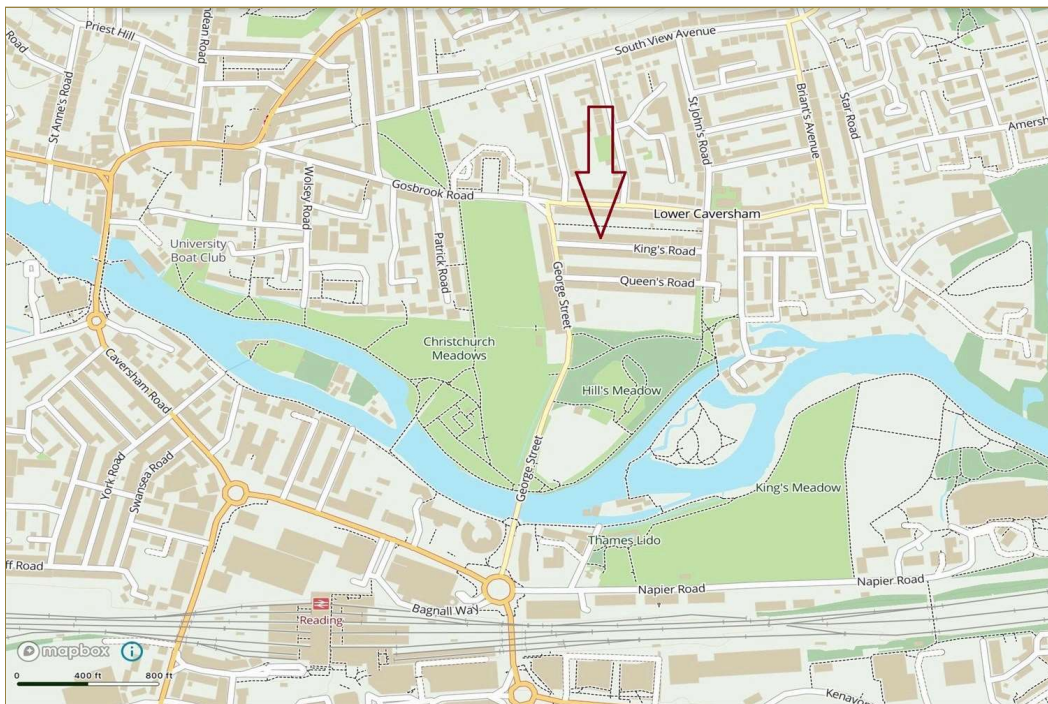 Priest Hill
dean Road
Road
St Anne's Road
South View Avenue
St John's Road
Briant's Avenue
Star Road
Amersh
Gosbrook Road
Wolsey Road
Lower Caversham
University
Boat Club
Patrick Road
King's Road
George Street
Queen's Road
Christchurch
Meadows
Hill's Meadow
Caversham Road
York Road
Swansea Road
George Street
King's Meadow
Thames Lido
ff Road
Napier Road
Napier Road
Bagnall Way
Reading
mapbox i
0 400 ft 800 ft
Kenavo